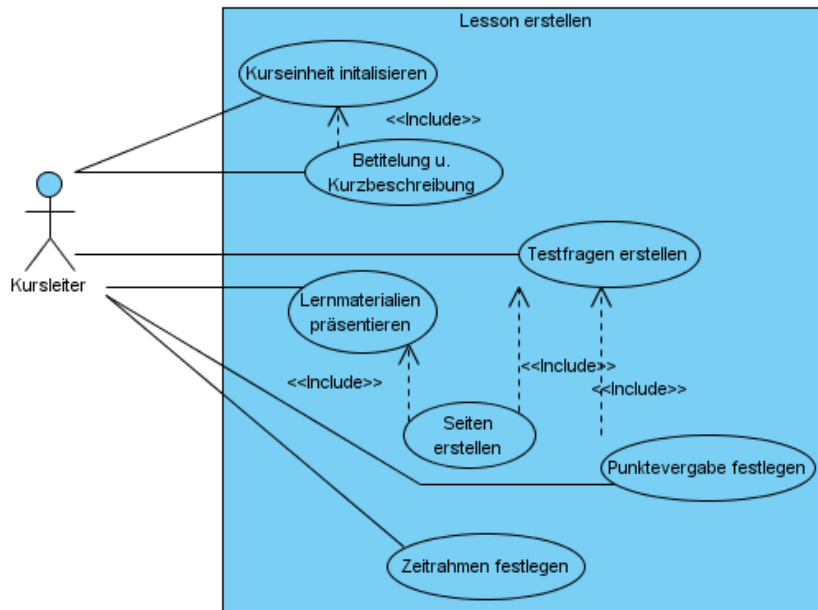 Lesson erstellen
Kurseinheit initalisieren
<<Include>>
Betitelung u.
Kurzbeschreibung
Kursleiter
Testfragen erstellen
Lernmaterialien
präsentieren
<<Include>>
<<Include>>
<<Include>>
Seiten
erstellen
Punktevergabe festlegen
Zeitrahmen festlegen